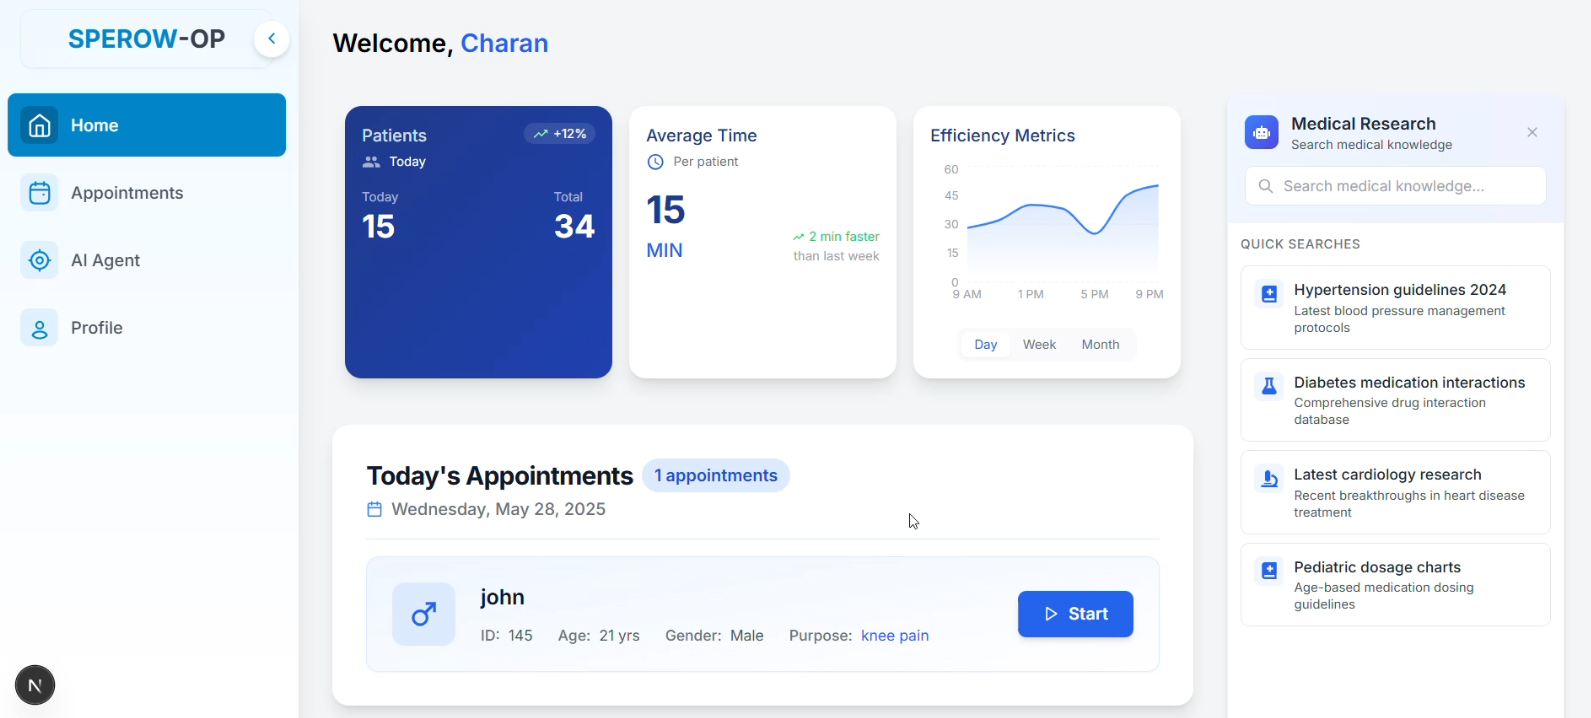 SPEROW-OP
Home
Appointments
AI Agent
Profile
N
Welcome, Charan
Patients
+12%
Today
Today
Total
15
34
Average Time
Per patient
15
MIN
2 min faster
than last week
Efficiency Metrics
60
45
30
15
0
9 AM
1 PM
5 PM
9 PM
Day
Week
Month
Today's Appointments
1 appointments
Wednesday, May 28, 2025
john
ID: 145 Age: 21 yrs Gender: Male Purpose: knee pain
Start
Medical Research
Search medical knowledge
Search medical knowledge...
QUICK SEARCHES
Hypertension guidelines 2024
Latest blood pressure management
protocols
Diabetes medication interactions
Comprehensive drug interaction
database
Latest cardiology research
Recent breakthroughs in heart disease
treatment
Pediatric dosage charts
Age-based medication dosing
guidelines